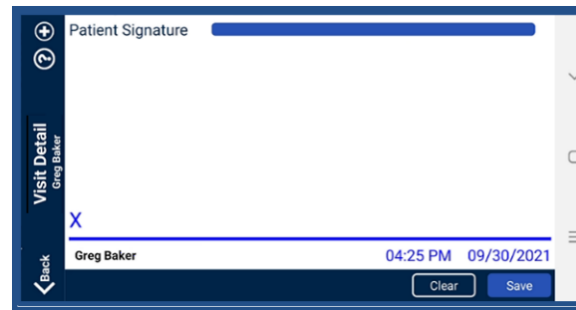 Patient Signature
Visit Detail
Greg Baker
Back
X
Greg Baker
04:25 PM 09/30/2021
Clear
Save